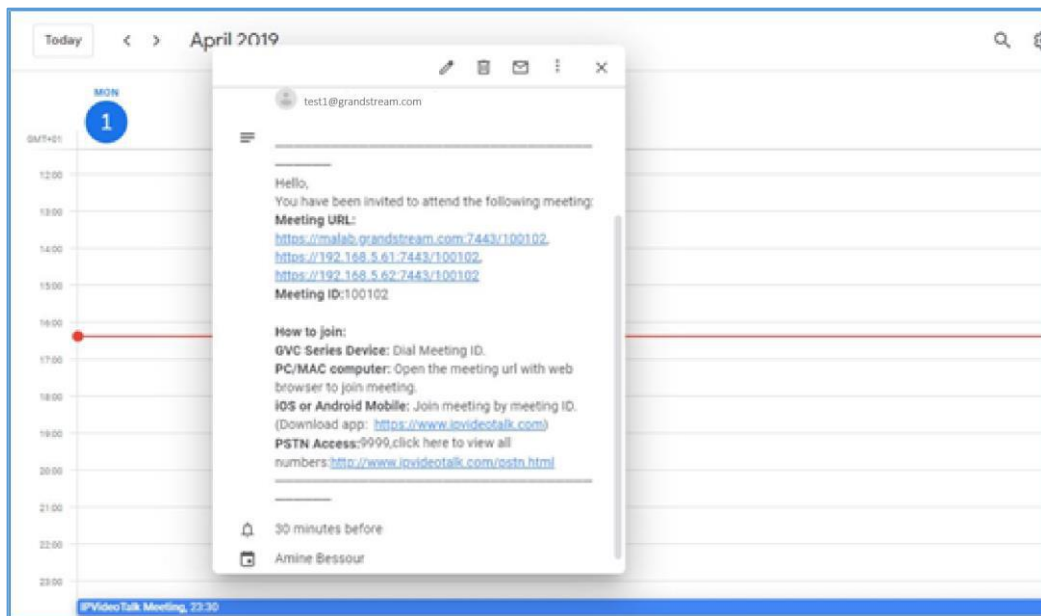 Today
April 2019
test1@grandstream.com
MON
1
GMT+01
Hello,
You have been invited to attend the following meeting:
Meeting URL:
https://malab.grandstream.com:7443/100102,
https://192.168.5.61:7443/100102,
https://192.168.5.62:7443/100102
Meeting ID:100102
How to join:
GVC Series Device: Dial Meeting ID.
PC/MAC computer: Open the meeting url with web
browser to join meeting.
iOS or Android Mobile: Join meeting by meeting ID.
(Download app: https://www.ipvideotalk.com)
PSTN Access:9999,click here to view all
numbers:http://www.ipvideotalk.com/pstn.html
30 minutes before
Amine Bessour
12:00
13:00
14:00
15:00
16:00
17:00
18:00
19:00
20:00
21:00
22:00
23:00
IPVideoTalk Meeting, 23:30